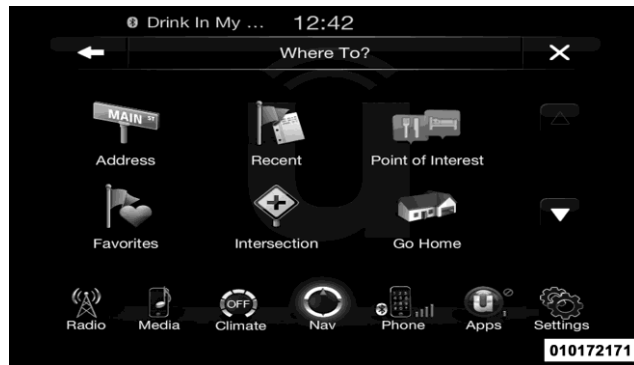 Drink In My ... 12:42
Where To?
MAIN ST
Address
Recent
Point of Interest
Favorites
Intersection
Go Home
OFF
Radio
Media
Climate
Nav
Phone
Apps
Settings
010172171